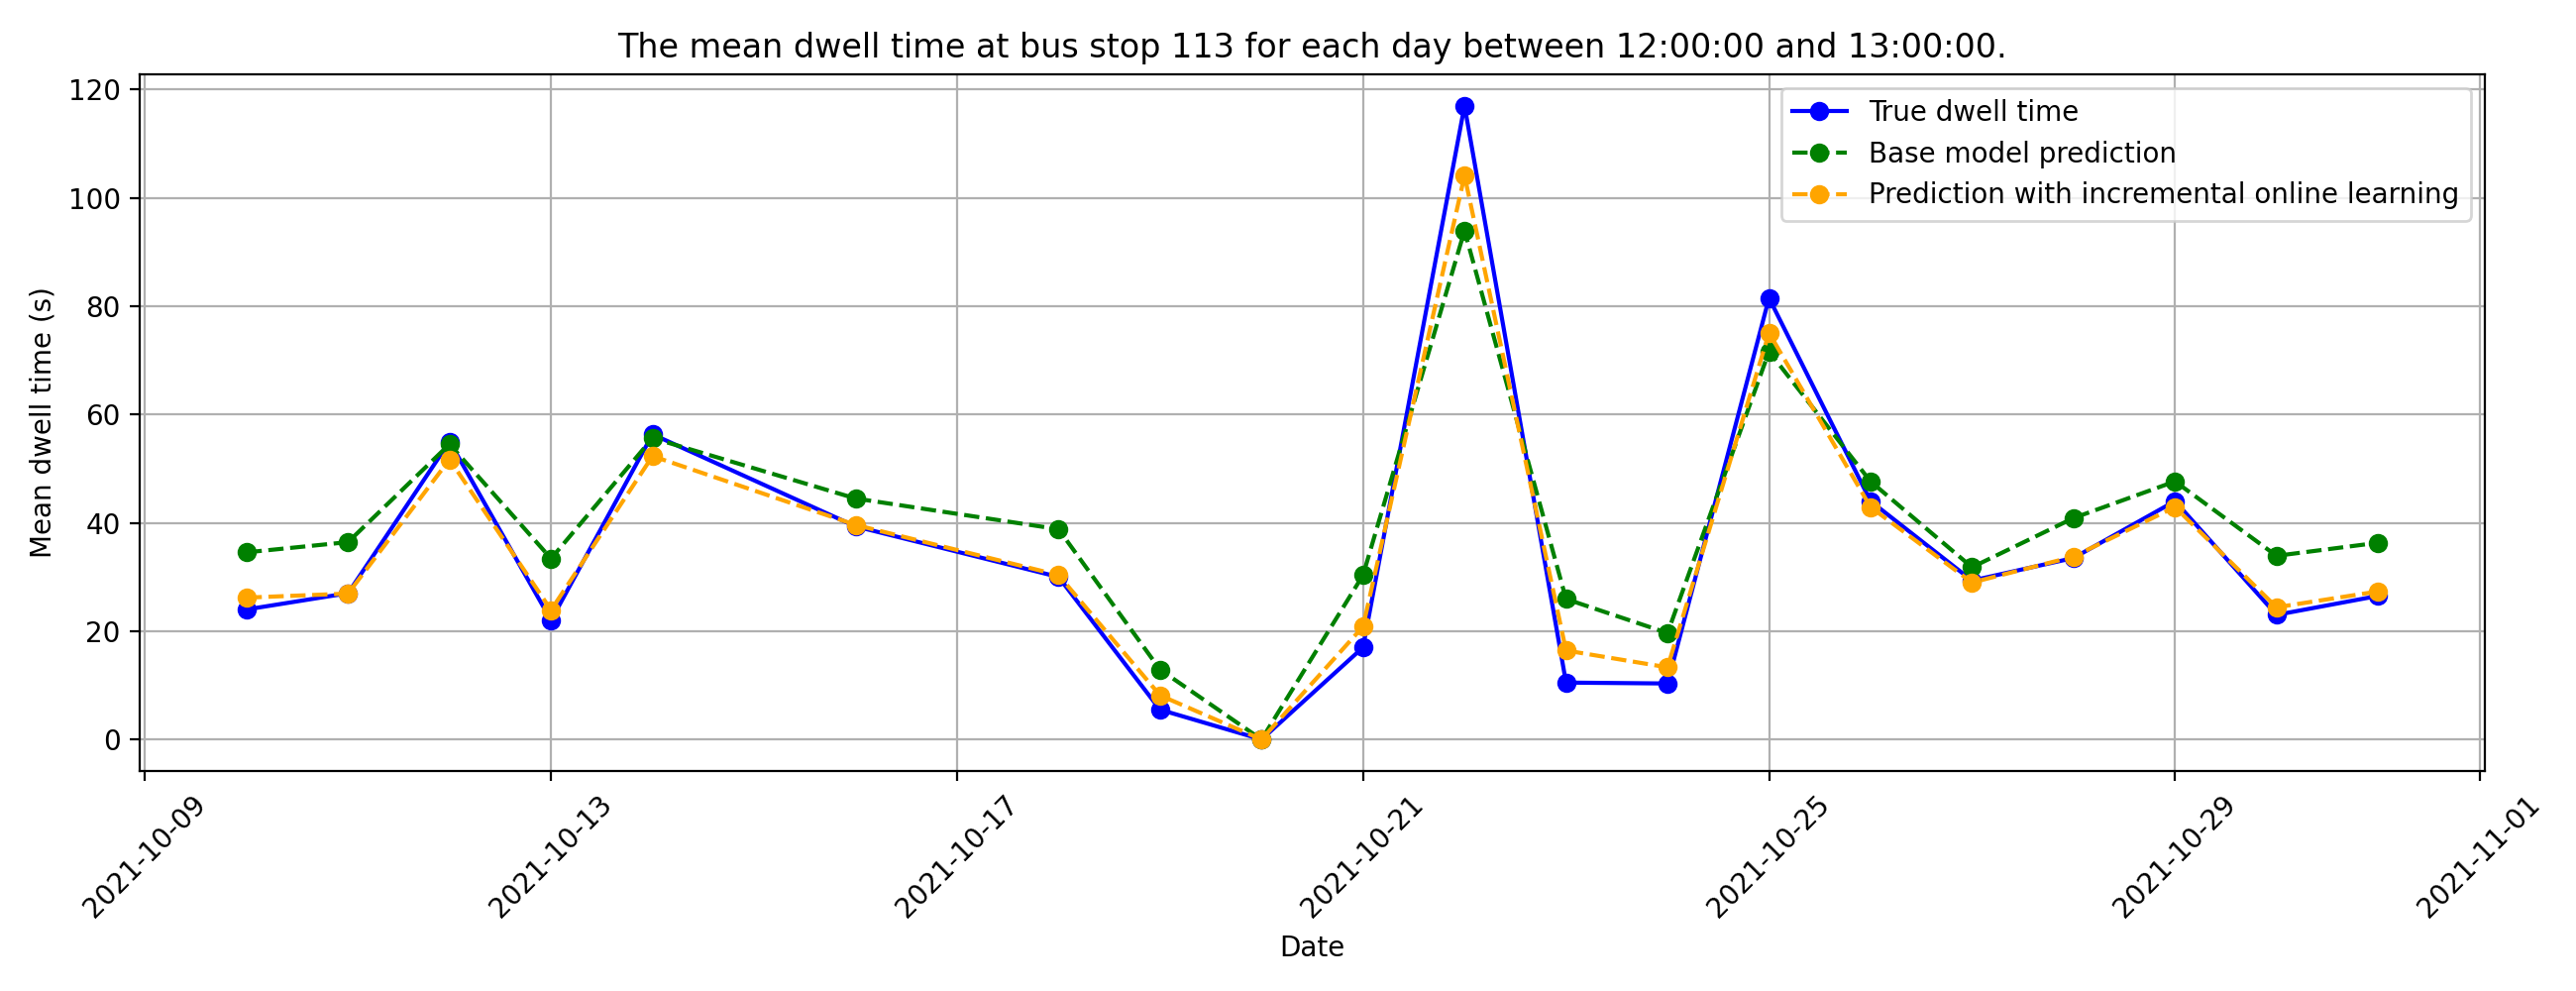 The mean dwell time at bus stop 113 for each day between 12:00:00 and 13:00:00.
True dwell time
Base model prediction
Prediction with incremental online learning
Mean dwell time (s)
120
100
80
60
40
20
0
2021-10-09
2021-10-13
2021-10-17
2021-10-21
2021-10-25
2021-10-29
2021-11-01
Date